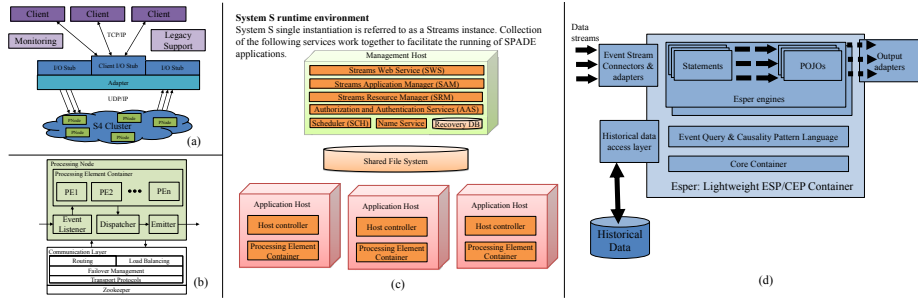 Client
Client
Client
TCP/IP
Monitoring
Legacy
Support
I/O Stub
Client I/O Stub
I/O Stub
Adapter
UDP/IP
PNode
PNode
PNode
PNode
PNode
PNode
S4 Cluster
(a)
Processing Node
Processing Element Container
PE1
PE2
PEn
Event
Listener
Dispatcher
Emitter
Communication Layer
Routing
Load Balancing
Failover Management
Transport Protocols
Zookeeper
(b)
System S runtime environment
System S single instantiation is referred to as a Streams instance. Collection
of the following services work together to facilitate the running of SPADE
applications.
Management Host
Streams Web Service (SWS)
Streams Application Manager (SAM)
Streams Resource Manager (SRM)
Authorization and Authentication Services (AAS)
Scheduler (SCH)
Name Service
Recovery DB
Shared File System
Application Host
Host controller
Processing Element
Container
Application Host
Host controller
Processing Element
Container
Application Host
Host controller
Processing Element
Container
(c)
Data
streams
Event Stream
Connectors &
adapters
Statements
POJOs
Esper engines
Output
adapters
Historical data
access layer
Event Query & Causality Pattern Language
Core Container
Esper: Lightweight ESP/CEP Container
Historical
Data
(d)